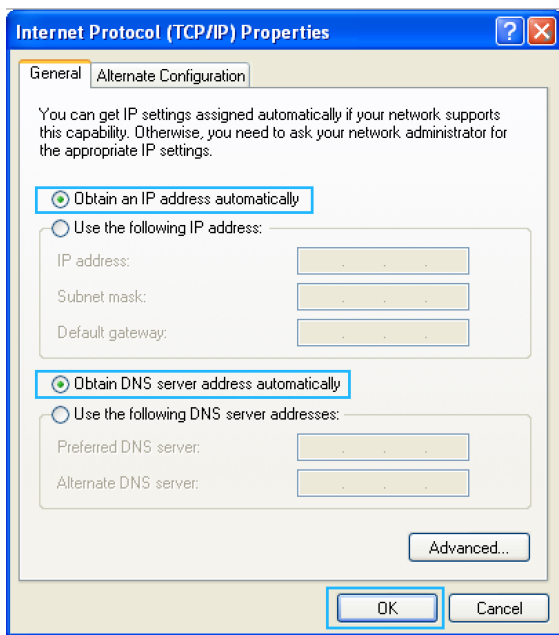 Internet Protocol (TCP/IP) Properties
General
Alternate Configuration
You can get IP settings assigned automatically if your network supports
this capability. Otherwise, you need to ask your network administrator for
the appropriate IP settings.
Obtain an IP address automatically
Use the following IP address:
IP address:
Subnet mask:
Default gateway:
Obtain DNS server address automatically
Use the following DNS server addresses:
Preferred DNS server:
Alternate DNS server:
Advanced...
OK
Cancel